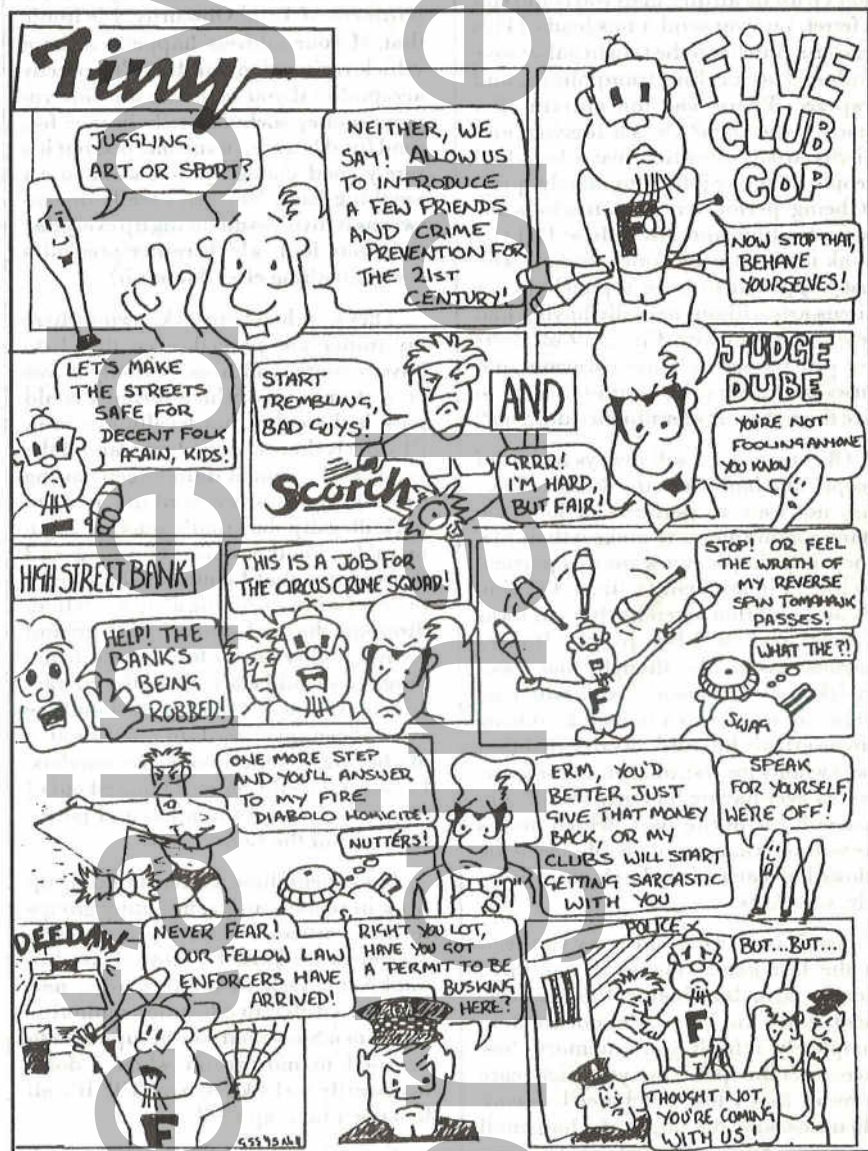 Tiny
JUGGLING.
ART OR SPORT?
NEITHER, WE
SAY! ALLOW US
TO INTRODUCE
A FEW FRIENDS
AND CRIME
PREVENTION FOR
THE 21ST
CENTURY!
FIVE
CLUB
COP
F
NOW STOP THAT,
BEHAVE
YOURSELVES!
LET'S MAKE
THE STREETS
SAFE FOR
DECENT FOLK
AGAIN, KIDS!
START
TREMBLING,
BAD GUYS!
Scorch
AND
JUDGE
DUBE
GRRR!
I'M HARD,
BUT FAIR!
YOU'RE NOT
FOOLING ANYONE
YOU KNOW
HIGH STREET BANK
HELP! THE
BANK'S
BEING
ROBBED!
THIS IS A JOB FOR
THE CIRCUS CRIME SQUAD!
STOP! OR FEEL
THE WRATH OF
MY REVERSE
SPIN TOMAHAWK
PASSES!
F
WHAT THE?!
SWAG
ONE MORE STEP
AND YOU'LL ANSWER
TO MY FIRE
DIABOLO HOMICIDE!
NUTTERS!
ERM, YOU'D
BETTER JUST
GIVE THAT MONEY
BACK, OR MY
CLUBS WILL START
GETTING SARCASTIC
WITH YOU
SPEAK
FOR YOURSELF,
WE'RE OFF!
DEEDAW
NEVER FEAR!
OUR FELLOW LAW
ENFORCERS HAVE
ARRIVED!
F
RIGHT YOU LOT,
HAVE YOU GOT
A PERMIT TO BE
BUSKING
HERE?
POLICE
BUT...BUT...
F
THOUGHT NOT,
YOU'RE COMING
WITH US!